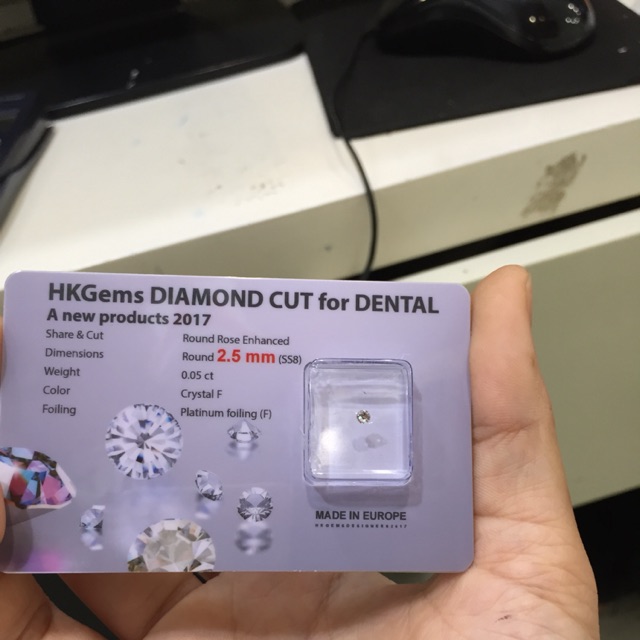 HKGems DIAMOND CUT for DENTAL
A new products 2017
Share & Cut Round Rose Enhanced
Dimensions Round 2.5 mm (SS8)
Weight 0.05 ct
Color Crystal F
Foiling Platinum foiling (F)
MADE IN EUROPE